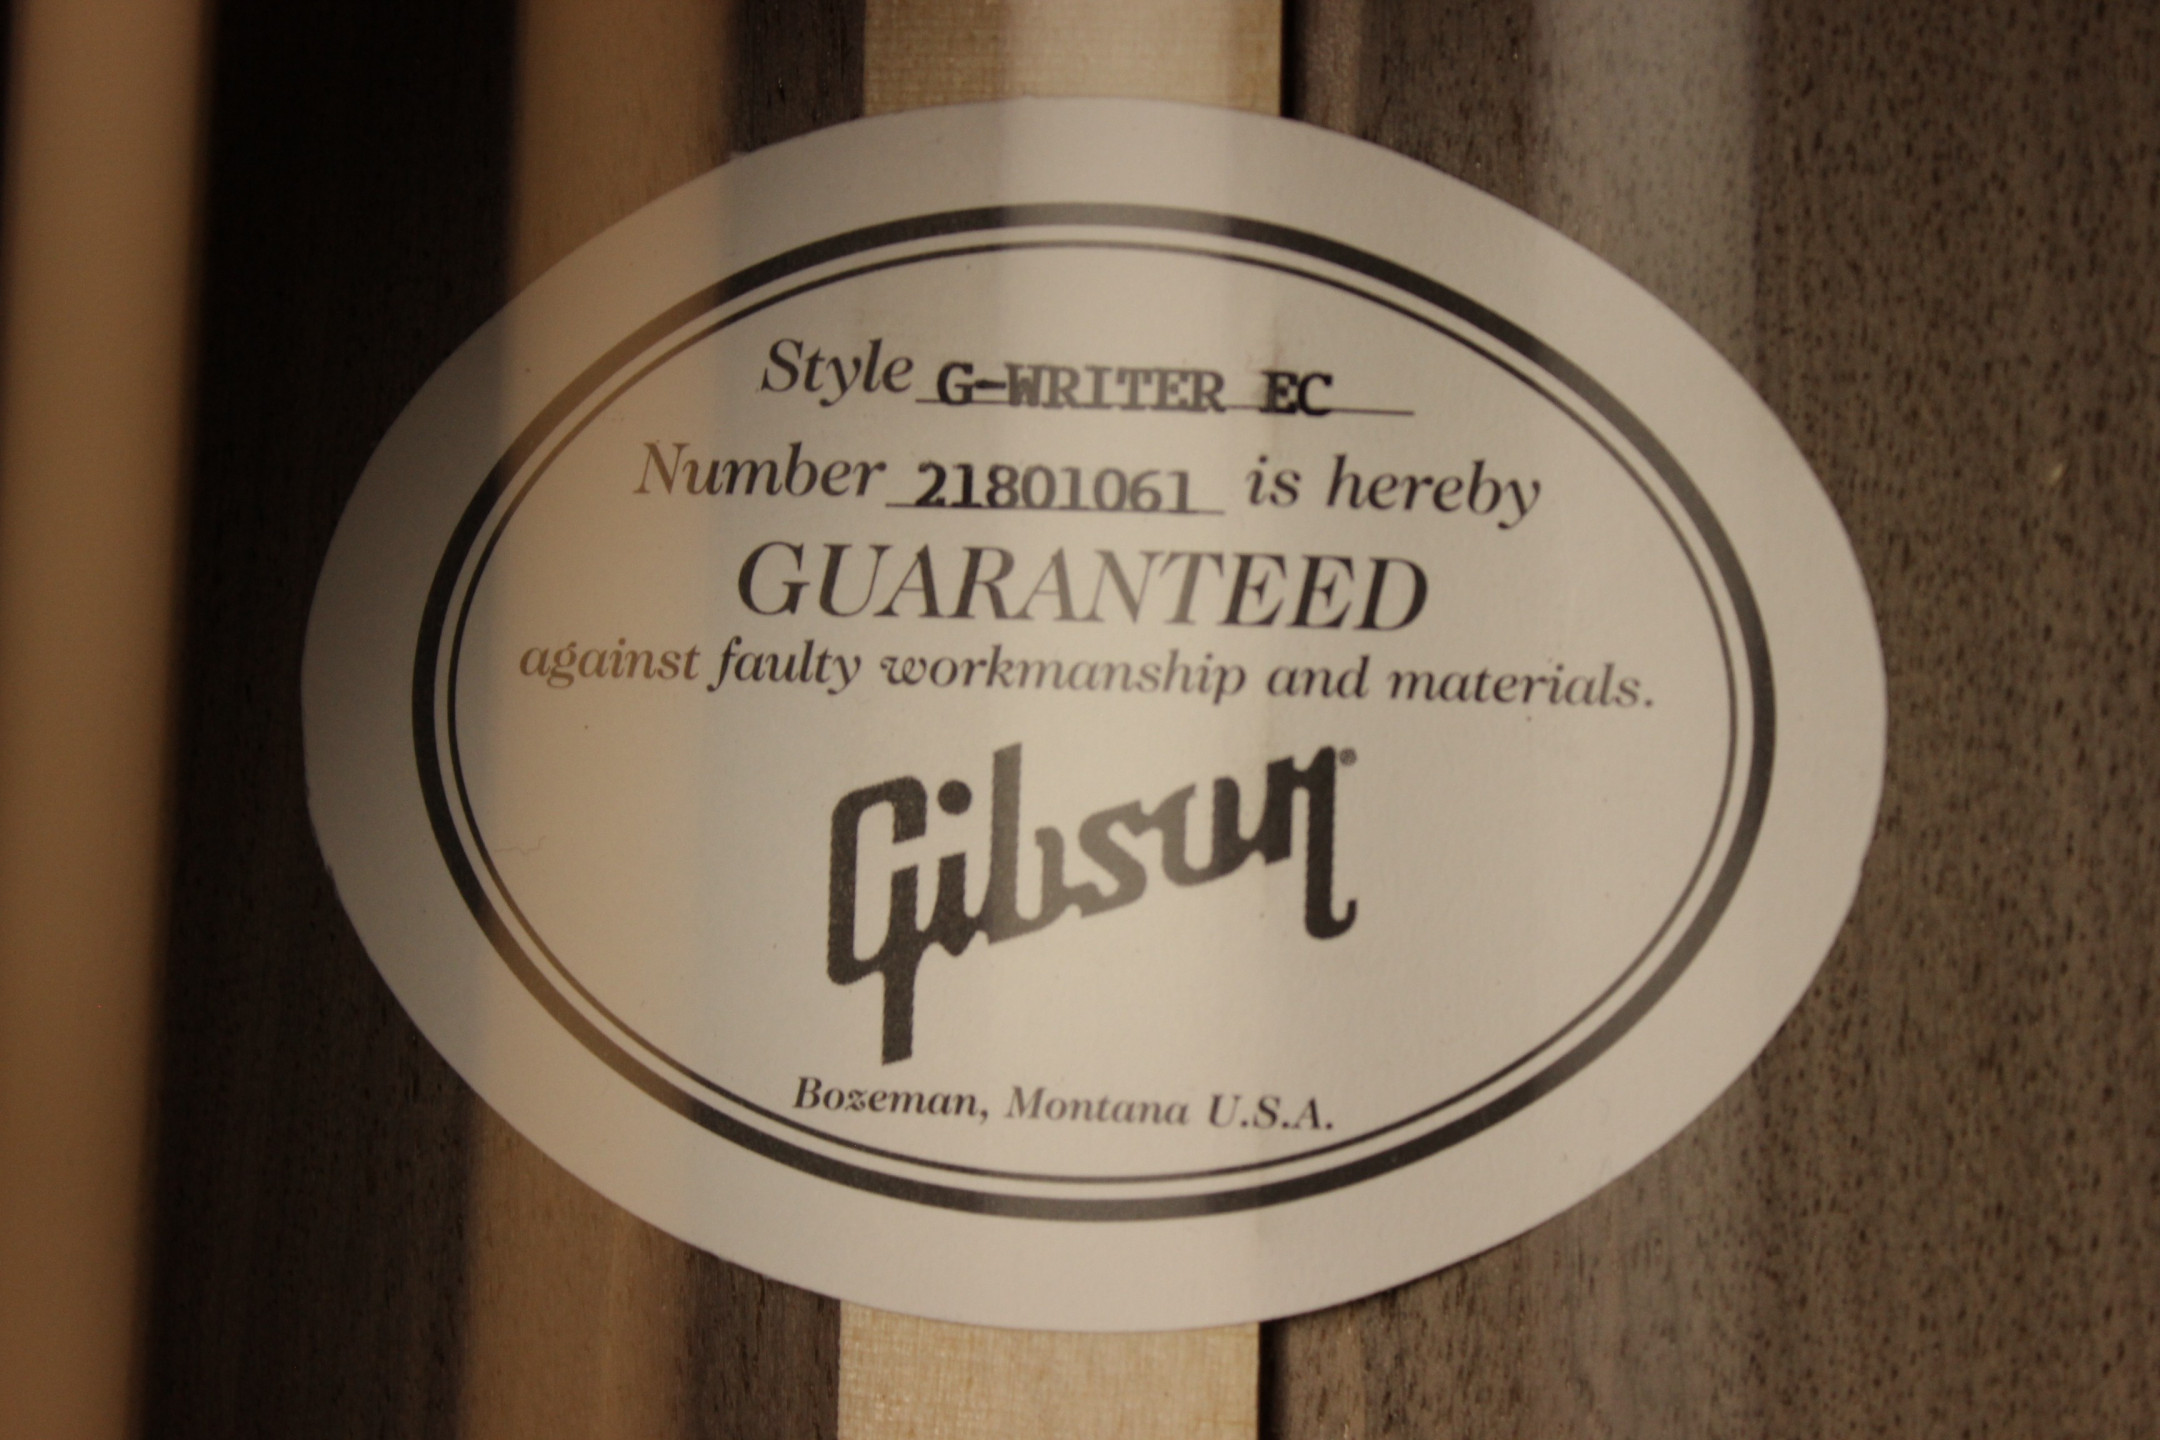 Style G-WRITER EC
Number 21801061 is hereby
GUARANTEED
against faulty workmanship and materials.
Gibson®
Bozeman, Montana U.S.A.